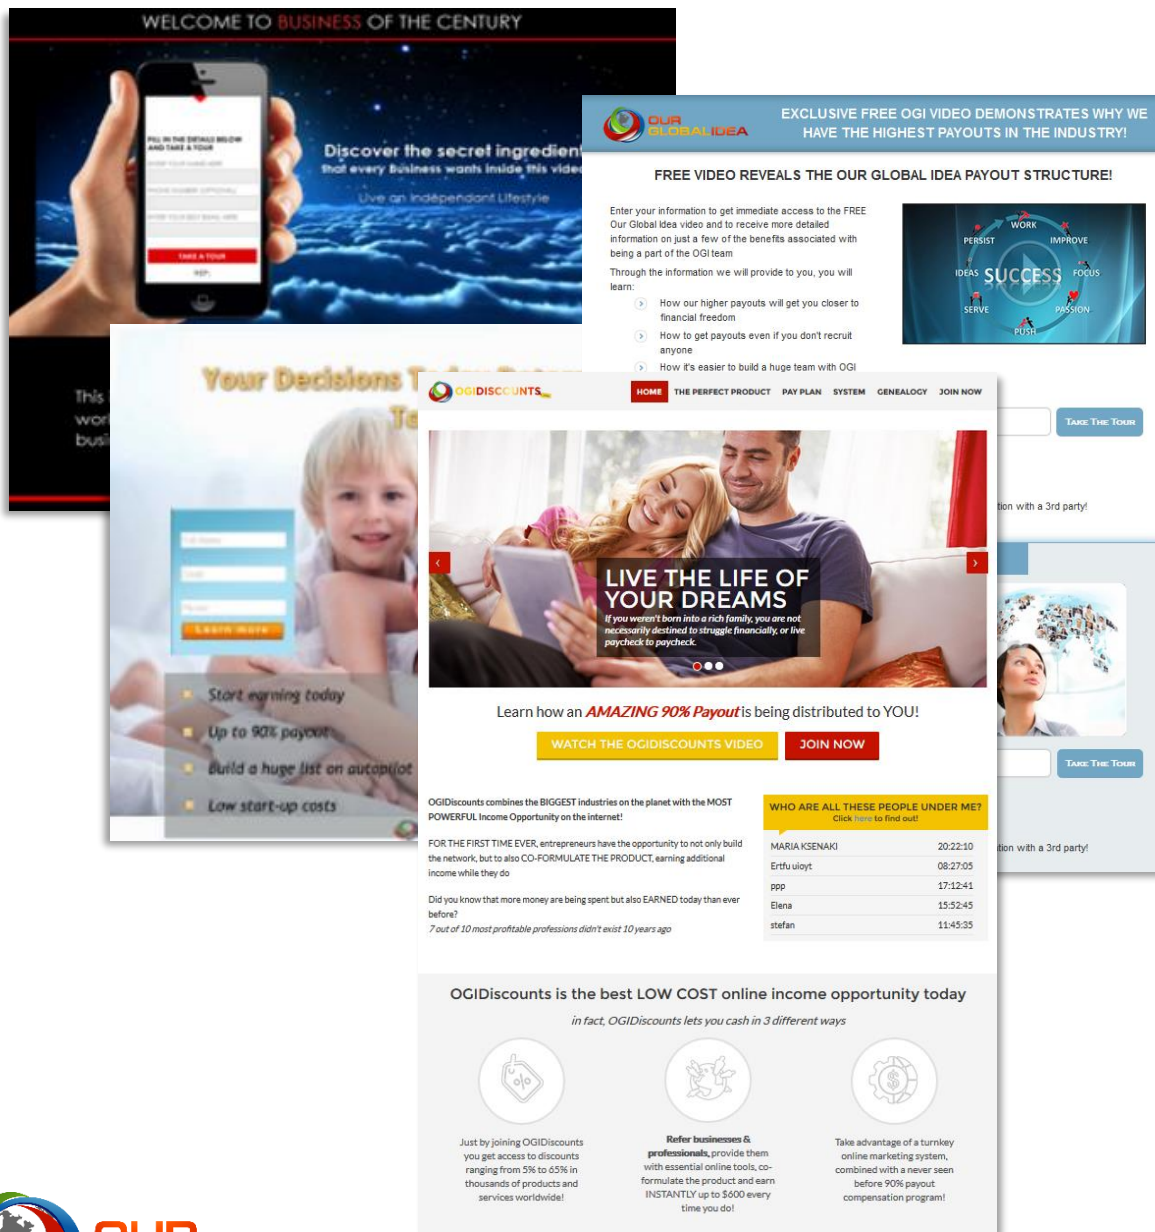 WELCOME TO BUSINESS OF THE CENTURY
FILL IN THE DETAILS BELOW
AND TAKE A TOUR
TAKE A TOUR
Discover the secret ingredien
that every Business wants inside this vide
Live an Independant Lifestyle
This
wor
busi
OUR
GLOBALIDEA
EXCLUSIVE FREE OGI VIDEO DEMONSTRATES WHY WE
HAVE THE HIGHEST PAYOUTS IN THE INDUSTRY!
FREE VIDEO REVEALS THE OUR GLOBAL IDEA PAYOUT STRUCTURE!
Enter your information to get immediate access to the FREE
Our Global Idea video and to receive more detailed
information on just a few of the benefits associated with
being a part of the OGI team
Through the information we will provide to you, you will
learn:
How our higher payouts will get you closer to
financial freedom
How to get payouts even if you don't recruit
anyone
How it's easier to build a huge team with OGI
WORK
PERSIST
IMPROVE
IDEAS
SUCCESS
FOCUS
SERVE
PASSION
PUSH
TAKE THE TOUR
tion with a 3rd party!
TAKE THE TOUR
tion with a 3rd party!
Your Decisions
Learn more
Start earning today
Up to 90% payout
Build a huge list on autopilot
Low start-up costs
OGIDISCOUNTS
HOME THE PERFECT PRODUCT PAY PLAN SYSTEM GENEALOGY JOIN NOW
LIVE THE LIFE OF
YOUR DREAMS
If you weren't born into a rich family, you are not
necessarily destined to struggle financially, or live
paycheck to paycheck.
Learn how an AMAZING 90% Payout is being distributed to YOU!
WATCH THE OGIDISCOUNTS VIDEO JOIN NOW
OGIDiscounts combines the BIGGEST industries on the planet with the MOST
POWERFUL Income Opportunity on the internet!
FOR THE FIRST TIME EVER, entrepreneurs have the opportunity to not only build
the network, but to also CO-FORMULATE THE PRODUCT, earning additional
income while they do
Did you know that more money are being spent but also EARNED today than ever
before?
7 out of 10 most profitable professions didn't exist 10 years ago
WHO ARE ALL THESE PEOPLE UNDER ME?
Click here to find out!
MARIA KSENAKI 20:22:10
Ertfu uioyt 08:27:05
ppp 17:12:41
Elena 15:52:45
stefan 11:45:35
OGIDiscounts is the best LOW COST online income opportunity today
in fact, OGIDiscounts lets you cash in 3 different ways
Just by joining OGIDiscounts
you get access to discounts
ranging from 5% to 65% in
thousands of products and
services worldwide!
Refer businesses &
professionals, provide them
with essential online tools, co-
formulate the product and earn
INSTANTLY up to $600 every
time you do!
Take advantage of a turnkey
online marketing system,
combined with a never seen
before 90% payout
compensation program!
OUR